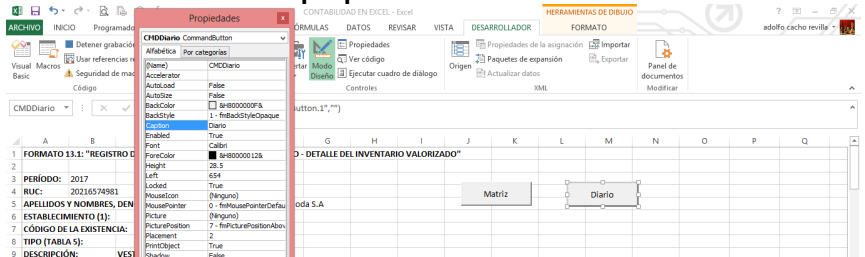 Propiedades
CONTABILIDAD EN EXCEL - Excel
HERRAMIENTAS DE DIBUJO
ARCHIVO INICIO Programado
FÓRMULAS DATOS REVISAR VISTA DESARROLLADOR FORMATO adolfo cacho revilla
CMDDiario CommandButton
Alfabética Por categorías
(Name) CMDDiario
Accelerator
AutoLoad False
AutoSize False
BackColor &H8000000F&
BackStyle 1 - fmBackStyleOpaque
Caption Diario
Enabled True
Font Calibri
ForeColor &H80000012&
Height 28.5
Left 654
Locked True
MouseIcon (Ninguno)
MousePointer 0 - fmMousePointerDefau
Picture (Ninguno)
PicturePosition 7 - fmPicturePositionAbov
Placement 2
PrintObject True
Shadow False
Visual Basic
Macros
Detener grabació
Usar referencias re
Seguridad de mac
Código
Modo Diseño
Propiedades
Ver código
Ejecutar cuadro de diálogo
Controles
Origen
Propiedades de la asignación
Paquetes de expansión
Actualizar datos
Importar
Exportar
XML
Panel de documentos
Modificar
CMDDiario
utton.1","")
A B G H I J K L M N O P Q
1 FORMATO 13.1: "REGISTRO D
O - DETALLE DEL INVENTARIO VALORIZADO"
2
3 PERÍODO: 2017
4 RUC: 20216574981
5 APELLIDOS Y NOMBRES, DEN
oda S.A
6 ESTABLECIMIENTO (1):
7 CÓDIGO DE LA EXISTENCIA:
8 TIPO (TABLA 5):
9 DESCRIPCIÓN: VEST
Matriz
Diario